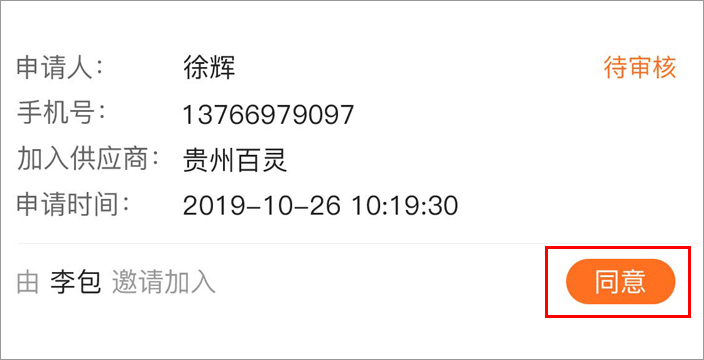 申请人： 徐辉 待审核
手机号： 13766979097
加入供应商： 贵州百灵
申请时间： 2019-10-26 10:19:30
由 李包 邀请加入 同意